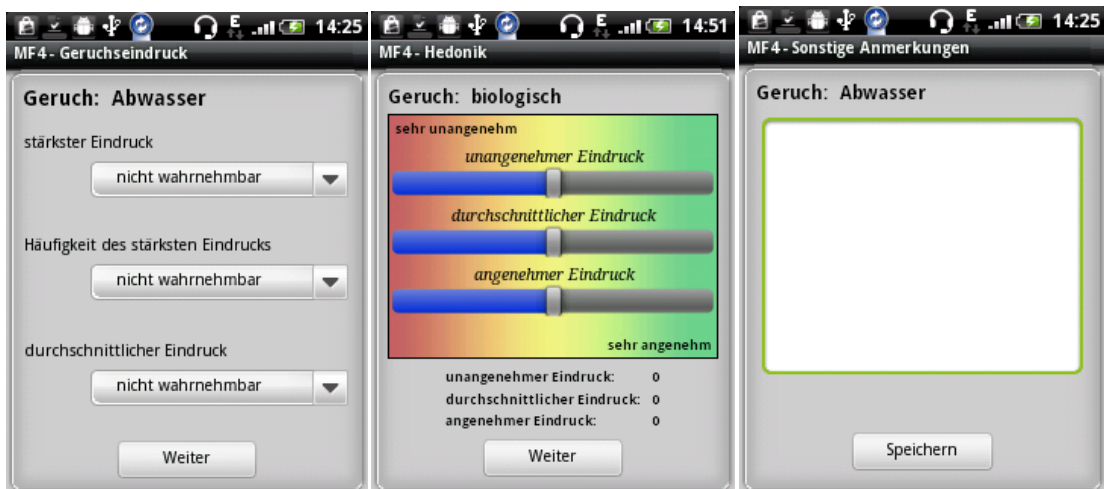 E 14:25
MF4 - Geruchseindruck
Geruch: Abwasser
stärkster Eindruck
nicht wahrnehmbar
Häufigkeit des stärksten Eindrucks
nicht wahrnehmbar
durchschnittlicher Eindruck
nicht wahrnehmbar
Weiter
E 14:51
MF4 - Hedonik
Geruch: biologisch
sehr unangenehm
unangenehmer Eindruck
durchschnittlicher Eindruck
angenehmer Eindruck
sehr angenehm
unangenehmer Eindruck: 0
durchschnittlicher Eindruck: 0
angenehmer Eindruck: 0
Weiter
E 14:25
MF4 - Sonstige Anmerkungen
Geruch: Abwasser
Speichern